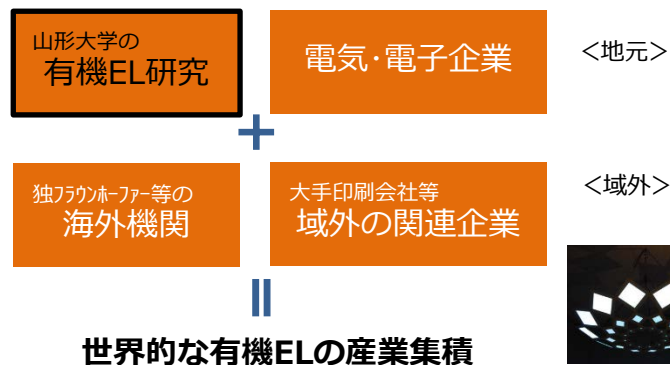 山形大学の
有機EL研究
電気・電子企業
＜地元＞
＋
独ﾌﾗｳﾝﾎｰﾌｧｰ等の
海外機関
大手印刷会社等
域外の関連企業
＜域外＞
＝
世界的な有機ELの産業集積